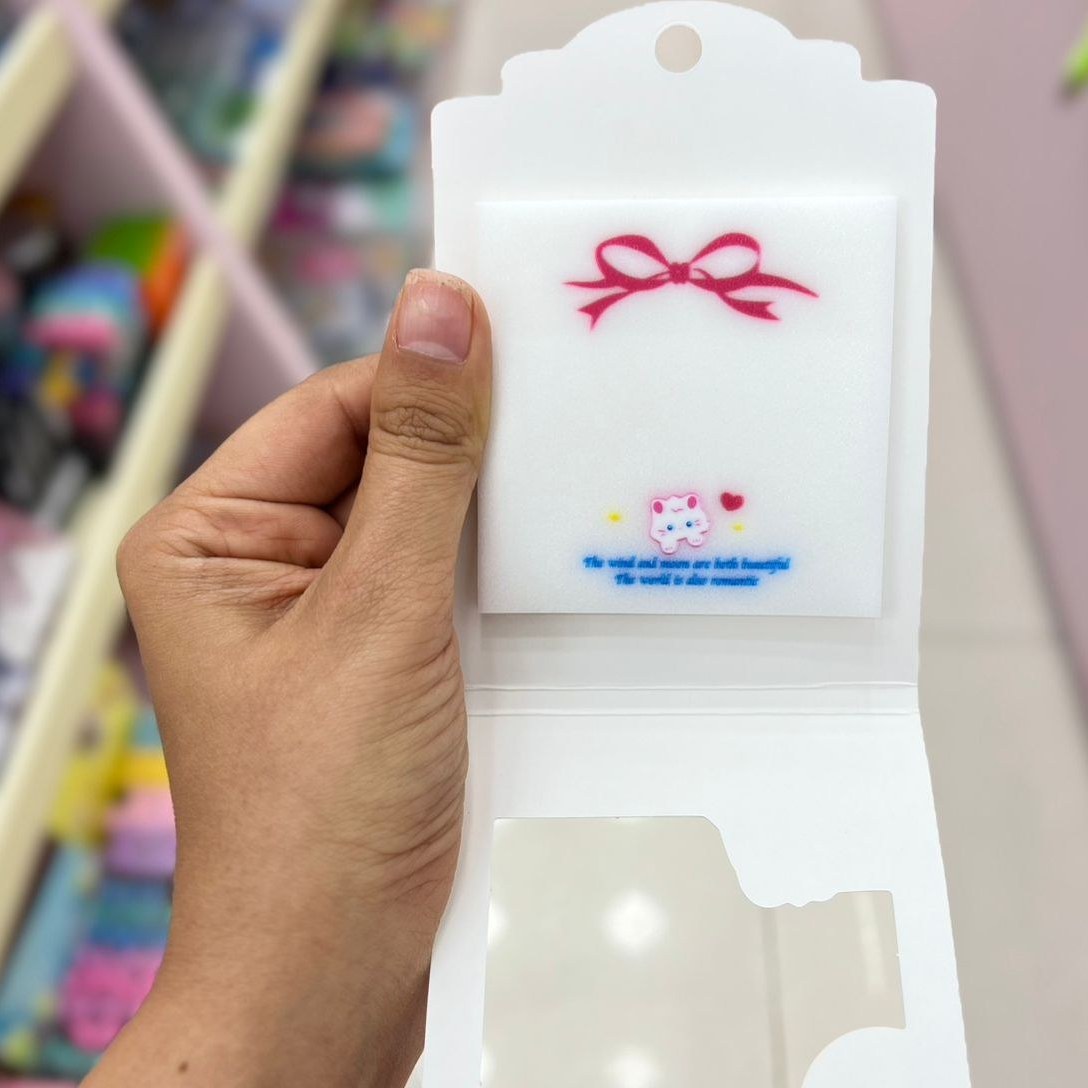 The wind and moon are both beautiful
The world is also romantic